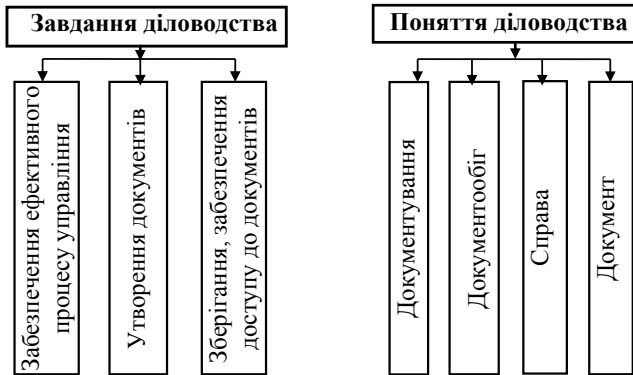 Завдання діловодства
Забезпечення ефективного
процесу управління
Утворення документів
Зберігання, забезпечення
доступу до документів
Поняття діловодства
Документування
Документообіг
Справа
Документ